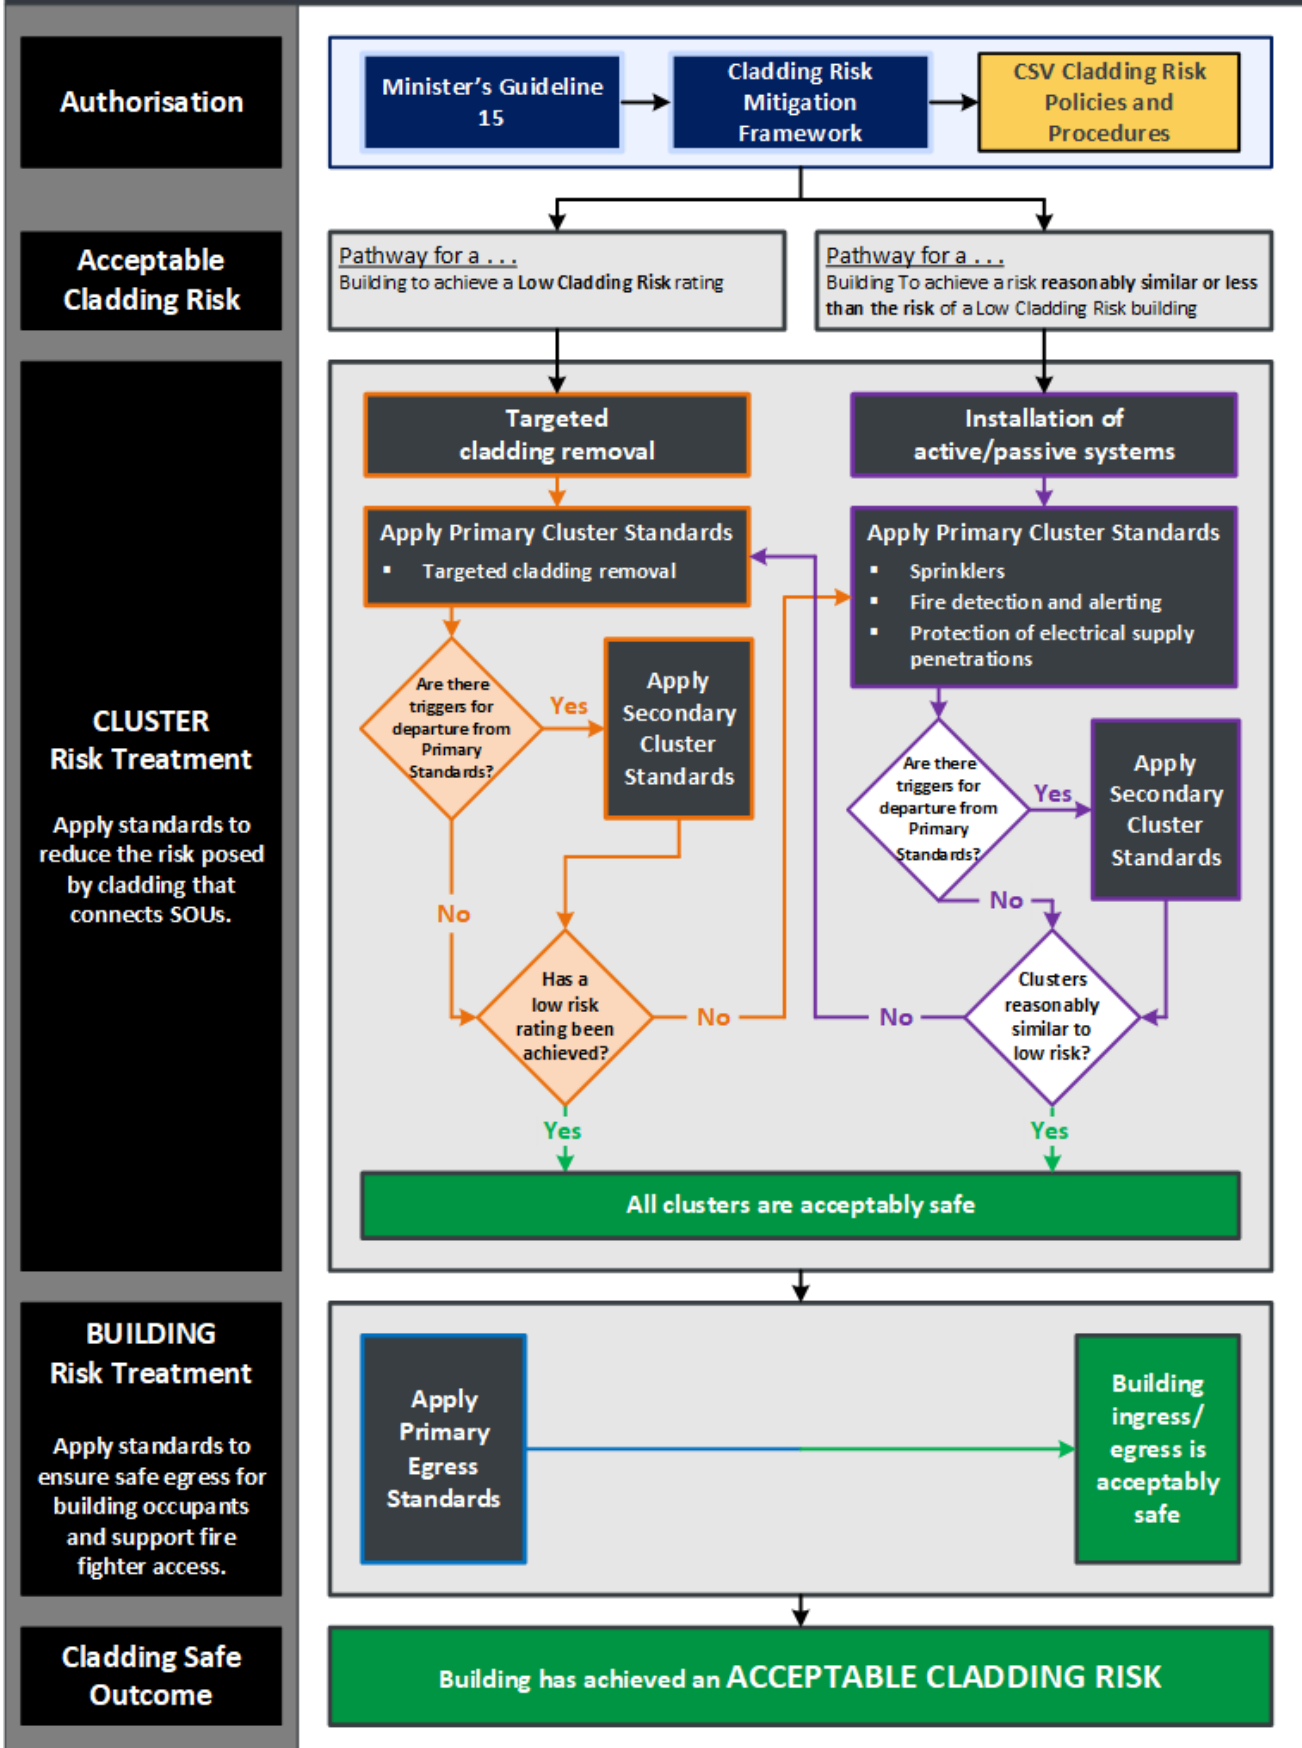 Authorisation
Minister's Guideline
15
Cladding Risk
Mitigation
Framework
CSV Cladding Risk
Policies and
Procedures
Acceptable
Cladding Risk
Pathway for a . . .
Building to achieve a Low Cladding Risk rating
Pathway for a . . .
Building To achieve a risk reasonably similar or less
than the risk of a Low Cladding Risk building
CLUSTER
Risk Treatment
Apply standards to
reduce the risk posed
by cladding that
connects SOUs.
Targeted
cladding removal
Apply Primary Cluster Standards
▪ Targeted cladding removal
Are there
triggers for
departure from
Primary
Standards?
Yes
Apply
Secondary
Cluster
Standards
No
Has a
low risk
rating been
achieved?
No
Yes
Installation of
active/passive systems
Apply Primary Cluster Standards
▪ Sprinklers
▪ Fire detection and alerting
▪ Protection of electrical supply
penetrations
Are there
triggers for
departure from
Primary
Standards?
Yes
Apply
Secondary
Cluster
Standards
No
Clusters
reasonably
similar to
low risk?
No
Yes
All clusters are acceptably safe
BUILDING
Risk Treatment
Apply standards to
ensure safe egress for
building occupants
and support fire
fighter access.
Apply
Primary
Egress
Standards
Building
ingress/
egress is
acceptably
safe
Cladding Safe
Outcome
Building has achieved an ACCEPTABLE CLADDING RISK